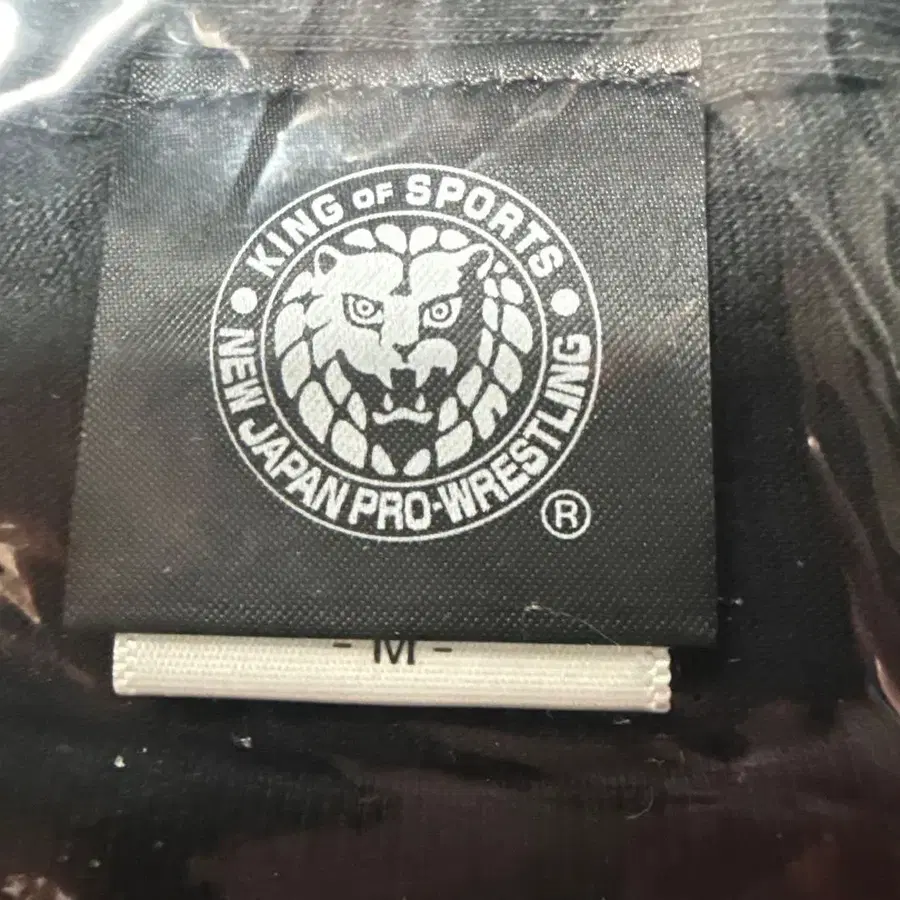 KING OF SPORTS
NEW JAPAN PRO-WRESTLING
®
- M -